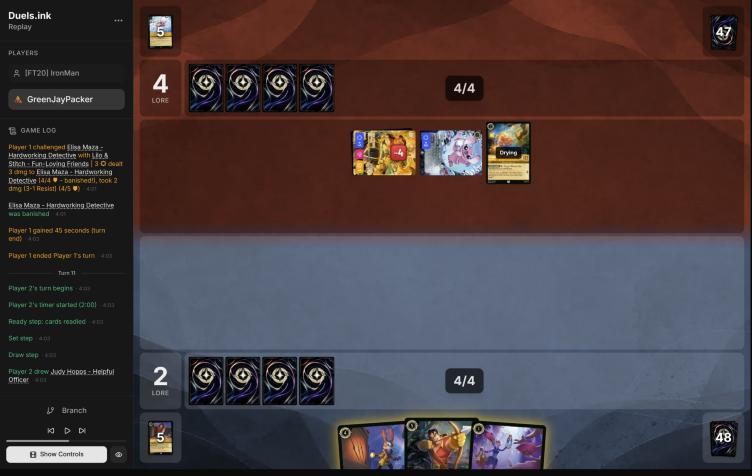 Duels.ink
Replay
...
PLAYERS
[FT20] IronMan
GreenJayPacker
GAME LOG
Player 1 challenged Elisa Maza -
Hardworking Detective with Lilo &
Stitch - Fun-Loving Friends | 3 dealt
3 dmg to Elisa Maza - Hardworking
Detective (4/4 - banished!), took 2
dmg (3-1 Resist) (4/5) · 4:01
Elisa Maza - Hardworking Detective
was banished · 4:01
Player 1 gained 45 seconds (turn
end) · 4:03
Player 1 ended Player 1's turn · 4:03
Turn 11
Player 2's turn begins · 4:03
Player 2's timer started (2:00) · 4:03
Ready step: cards readied · 4:03
Set step · 4:03
Draw step · 4:03
Player 2 drew Judy Hopps - Helpful
Officer · 4:03
Branch
Show Controls
5
47
4
LORE
4/4
-4
Drying
2
LORE
4/4
5
48